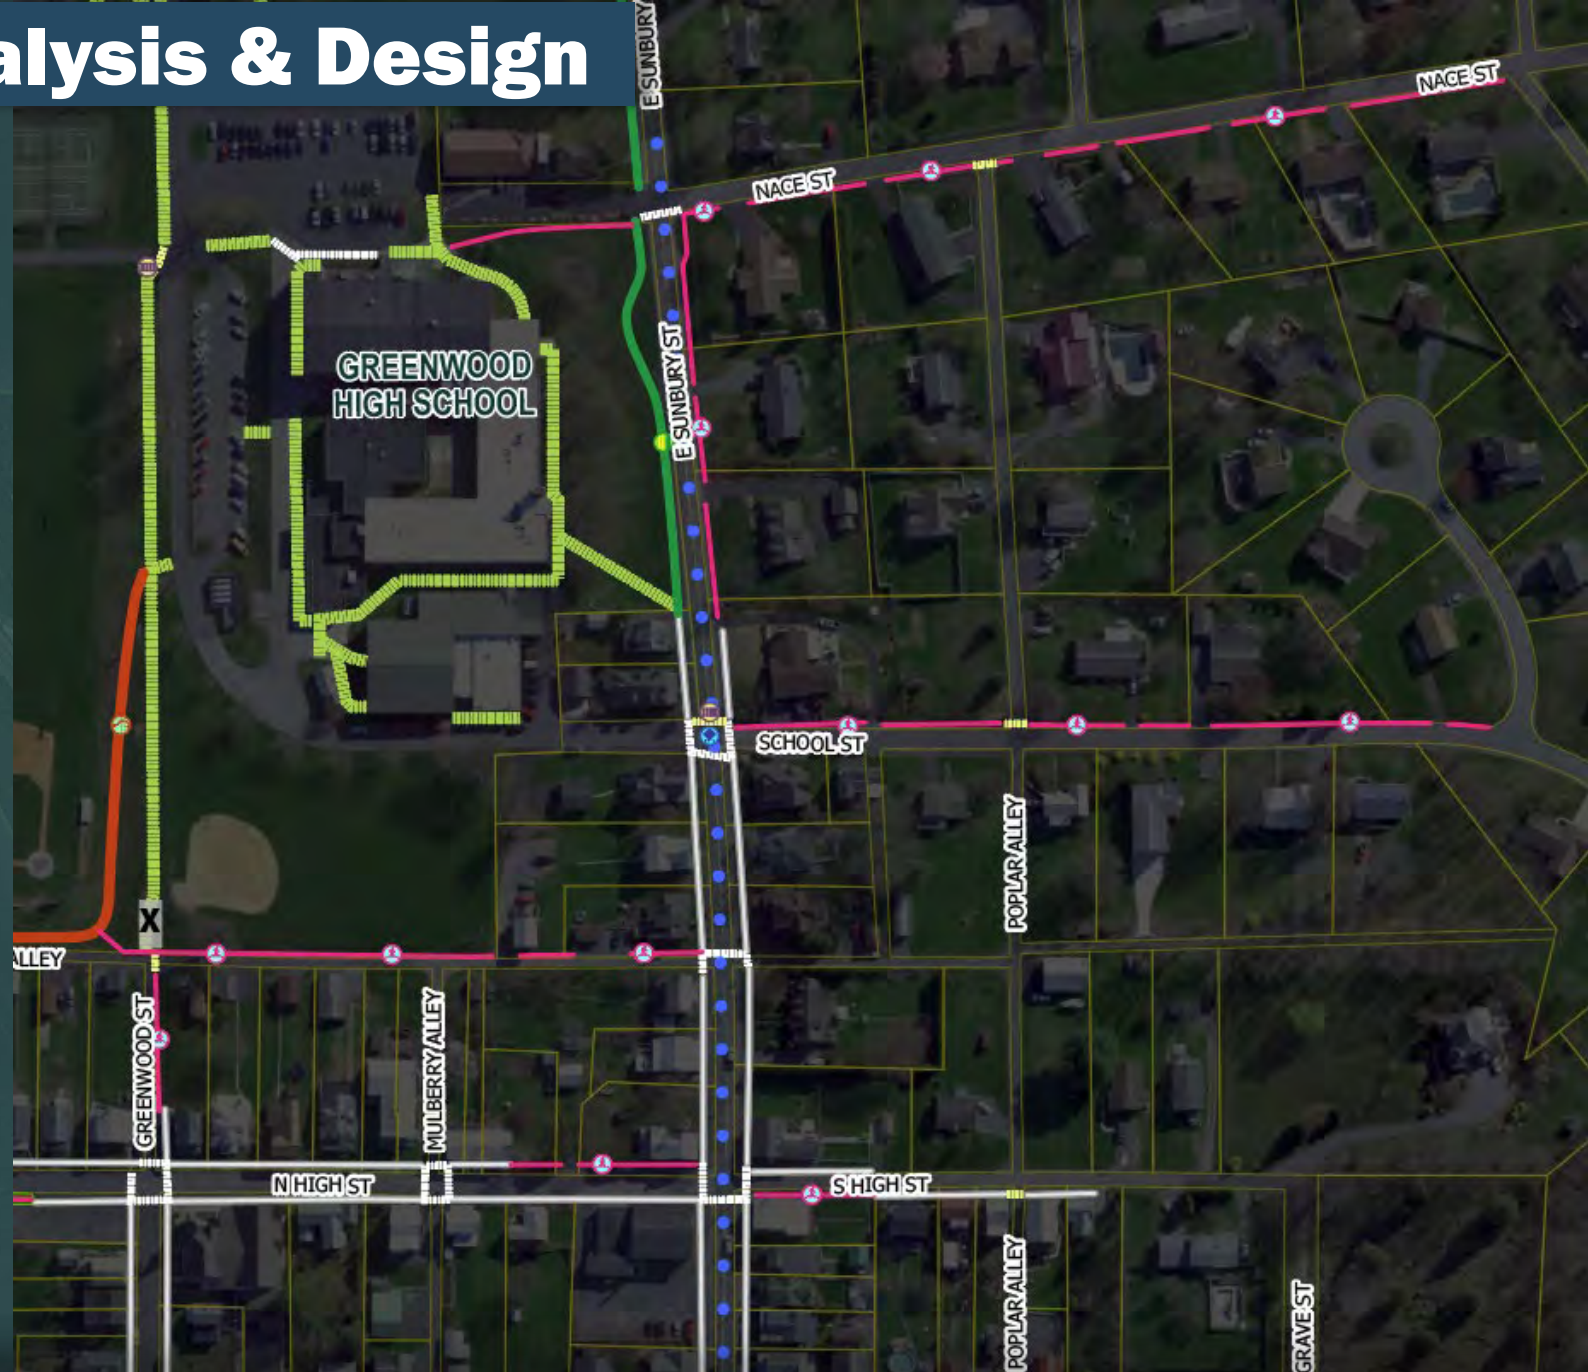 alysis & Design
E SUNBURY
NACE ST
NACE ST
GREENWOOD
HIGH SCHOOL
E SUNBURY ST
SCHOOL ST
POPLAR ALLEY
X
ALLEY
GREENWOOD ST
MULBERRY ALLEY
N HIGH ST
S HIGH ST
POPLAR ALLEY
GRAVE ST